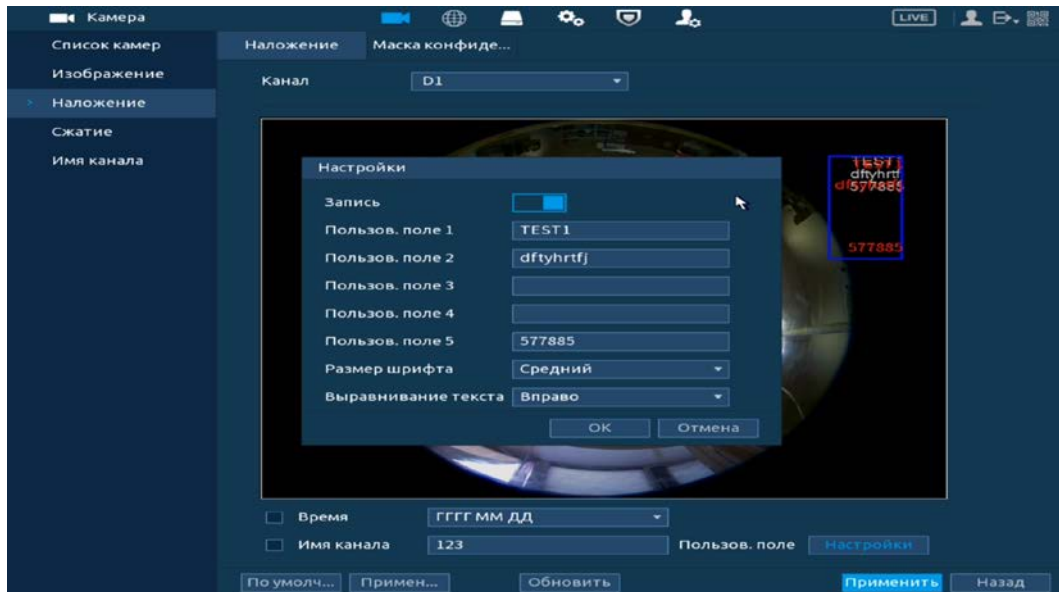 Камера
LIVE
Список камер
Изображение
Наложение
Сжатие
Имя канала
Наложение Маска конфиде...
Канал D1
Настройки
Запись
Пользов. поле 1 TEST1
Пользов. поле 2 dftyhrtfj
Пользов. поле 3
Пользов. поле 4
Пользов. поле 5 577885
Размер шрифта Средний
Выравнивание текста Вправо
OK Отмена
TEST1
dftyhrtf
577885
577885
Время ГГГГ ММ ДД
Имя канала 123 Пользов. поле Настройки
По умолч... Примен... Обновить Применить Назад